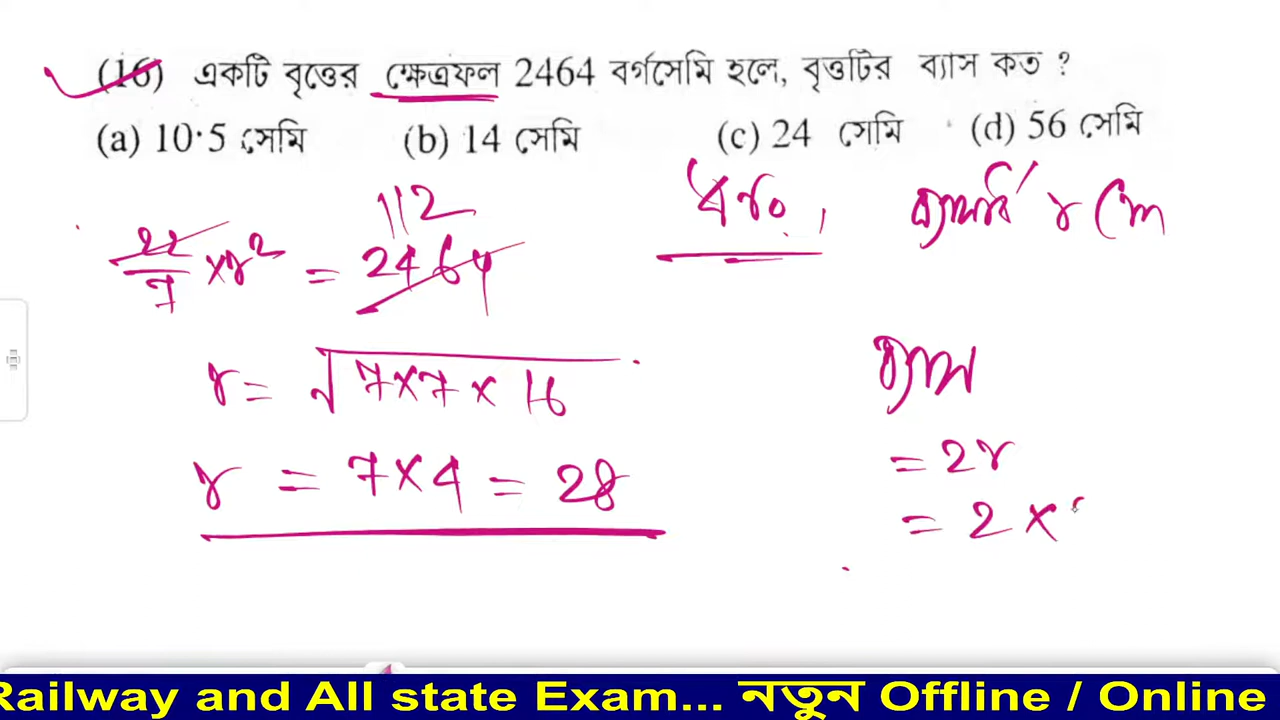 (16) একটি বৃত্তের ক্ষেত্রফল 2464 বর্গসেমি হলে, বৃত্তটির ব্যাস কত ?
(a) 10·5 সেমি (b) 14 সেমি (c) 24 সেমি (d) 56 সেমি
ধরি, ব্যাসার্ধ r সেমি
112
22/7 × r² = 2464
r = √7×7×16
r = 7×4 = 28
ব্যাস
= 2r
= 2 ×
Railway and All state Exam... নতুন Offline / Online